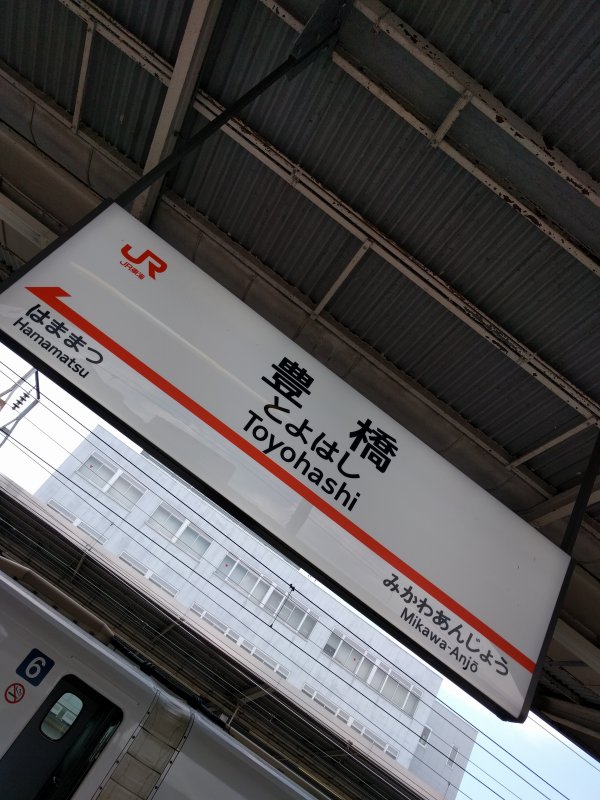 JR
JR東海
豊橋
とよはし
Toyohashi
はままつ
Hamamatsu
みかわあんじょう
Mikawa-Anjō
6